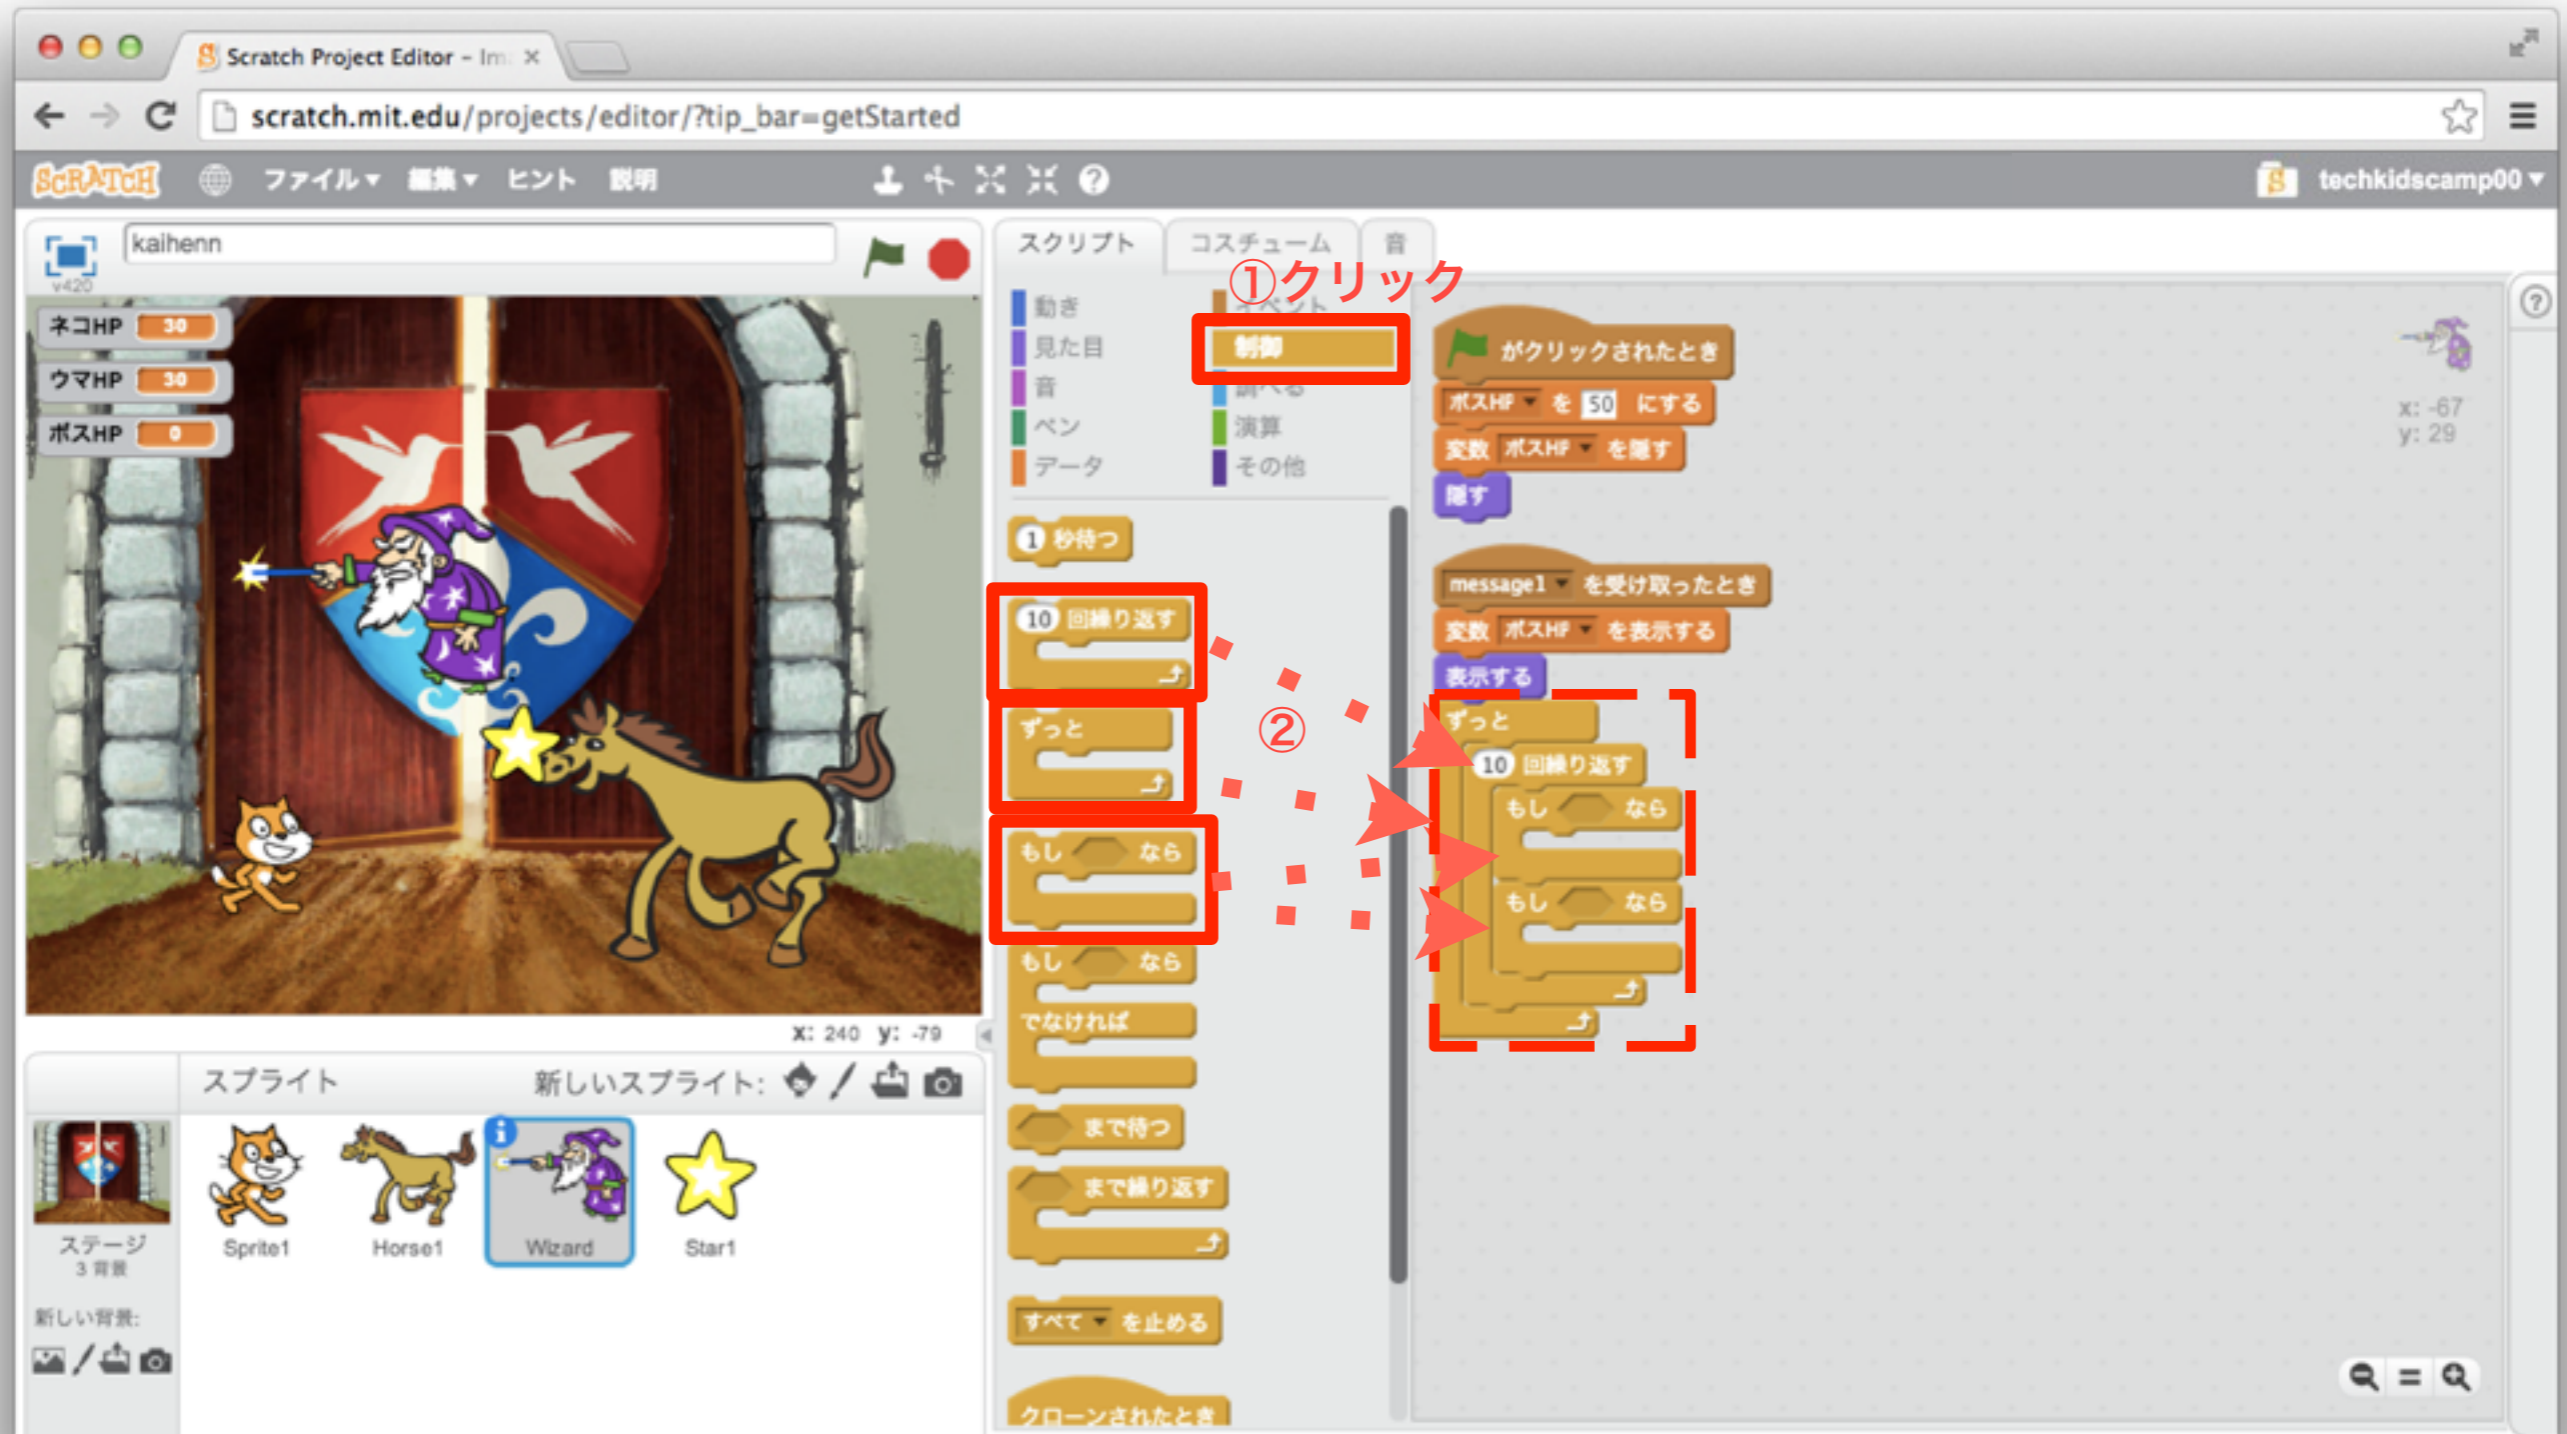 Scratch Project Editor – Im
scratch.mit.edu/projects/editor/?tip_bar=getStarted
SCRATCH ファイル▼ 編集▼ ヒント 説明 techkidscamp00▼
kaihenn
v420
スクリプト コスチューム 音
①クリック
動き イベント
見た目 制御
音 調べる
ペン 演算
データ その他
ネコHP 30
ウマHP 30
ボスHP 0
1 秒待つ
10 回繰り返す
ずっと
もし なら
もし なら
でなければ
まで待つ
まで繰り返す
すべて を止める
クローンされたとき
②
がクリックされたとき
ボスHP を 50 にする
変数 ボスHP を隠す
隠す
message1 を受け取ったとき
変数 ボスHP を表示する
表示する
ずっと
10 回繰り返す
もし なら
もし なら
x: -67
y: 29
x: 240 y: -79
スプライト 新しいスプライト:
Sprite1 Horse1 Wizard Star1
ステージ
3 背景
新しい背景: